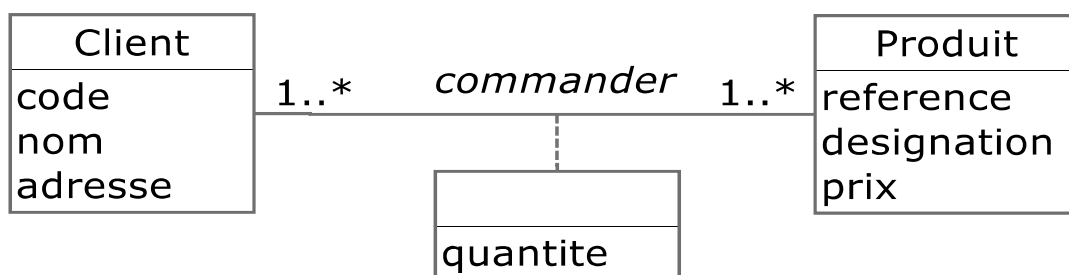 Client
code
nom
adresse
1..*
commander
1..*
Produit
reference
designation
prix
quantite